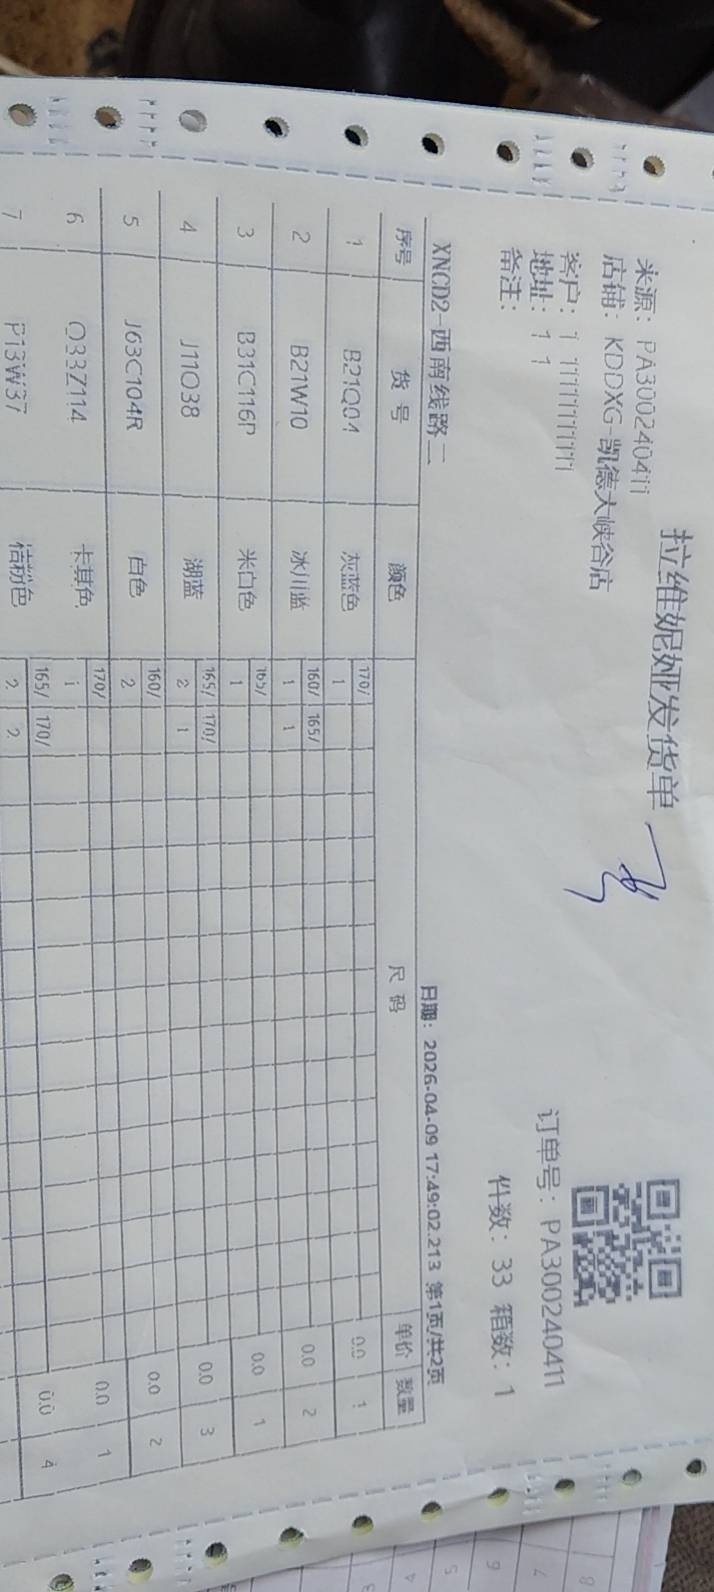 拉维妮娅发货单
来源：PA300240411
店铺：KDDXG-凯德大峡谷店
订单号：PA300240411
客户：1 11111111111
地址：1 1
件数：33 箱数：1
备注：
XNCD2-西南线路二 日期：2026-04-09 17:49:02.213 第1页/共2页
序号 货号 颜色 尺码 单价 数量
170/
1 B21Q04 灰蓝色 1 0.0 1
160/ 165/
2 B21W10 冰川蓝 1 1 0.0 2
165/
3 B31C116P 米白色 1 0.0 1
165/ 170/
4 J11O38 湖蓝 2 1 0.0 3
160/
5 J63C104R 白色 2 0.0 2
170/
6 O33Z114 卡其色 1 0.0 1
165/ 170/
7 P13W37 粉色 2 2 0.0 4